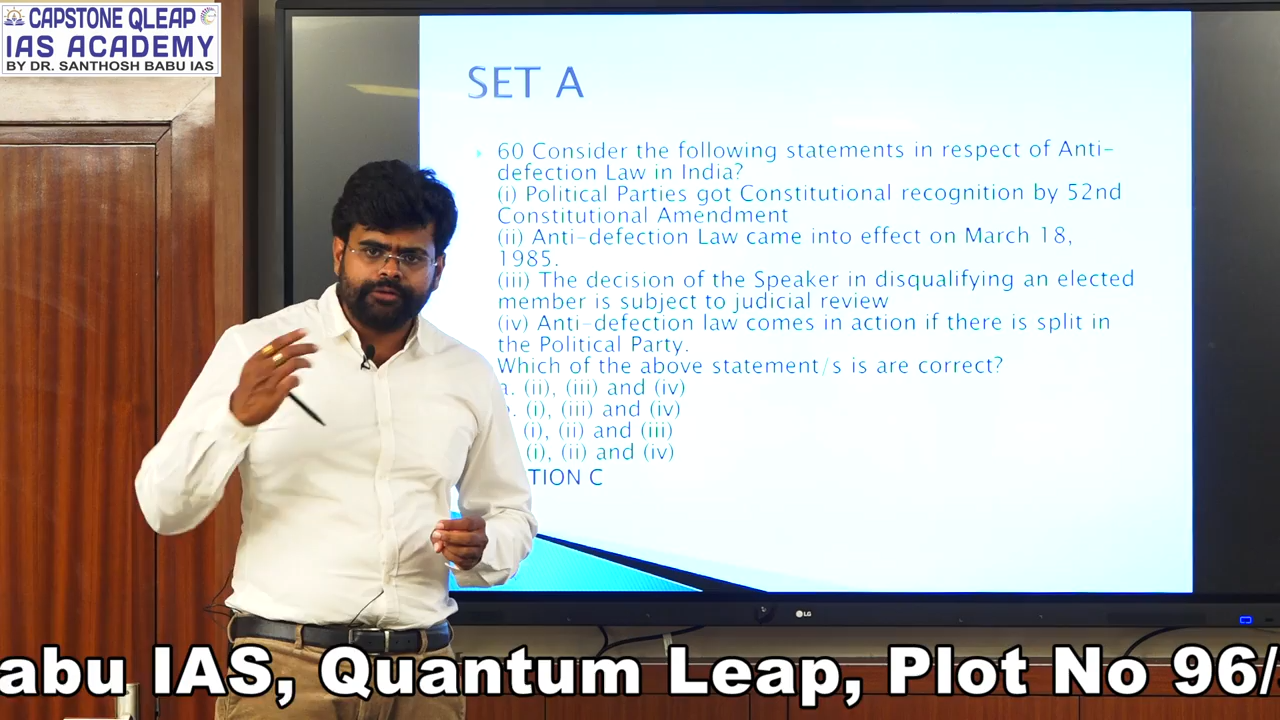 CAPSTONE QLEAP
IAS ACADEMY
BY DR. SANTHOSH BABU IAS
SET A
60 Consider the following statements in respect of Anti-
defection Law in India?
(i) Political Parties got Constitutional recognition by 52nd
Constitutional Amendment
(ii) Anti-defection Law came into effect on March 18,
1985.
(iii) The decision of the Speaker in disqualifying an elected
member is subject to judicial review
(iv) Anti-defection law comes in action if there is split in
the Political Party.
Which of the above statement/s is are correct?
a. (ii), (iii) and (iv)
. (i), (iii) and (iv)
(i), (ii) and (iii)
(i), (ii) and (iv)
TION C
LG
abu IAS, Quantum Leap, Plot No 96/